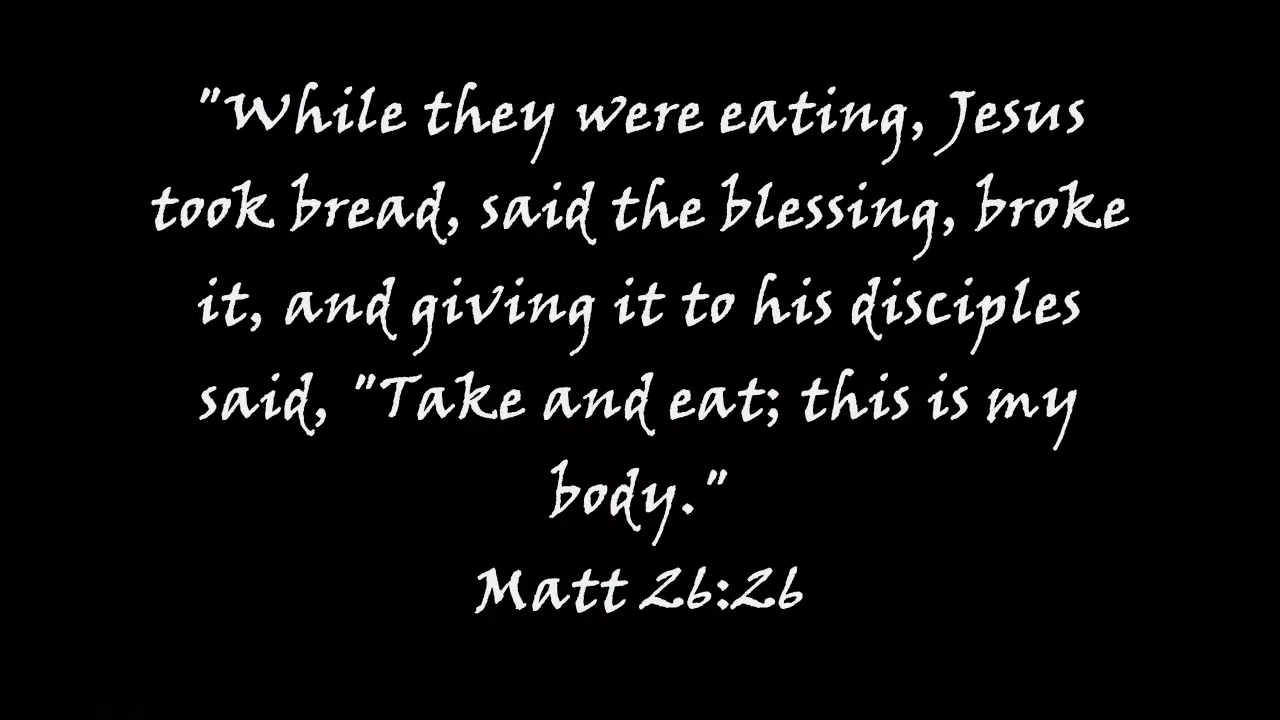 "While they were eating, Jesus
took bread, said the blessing, broke
it, and giving it to his disciples
said, "Take and eat; this is my
body."
Matt 26:26